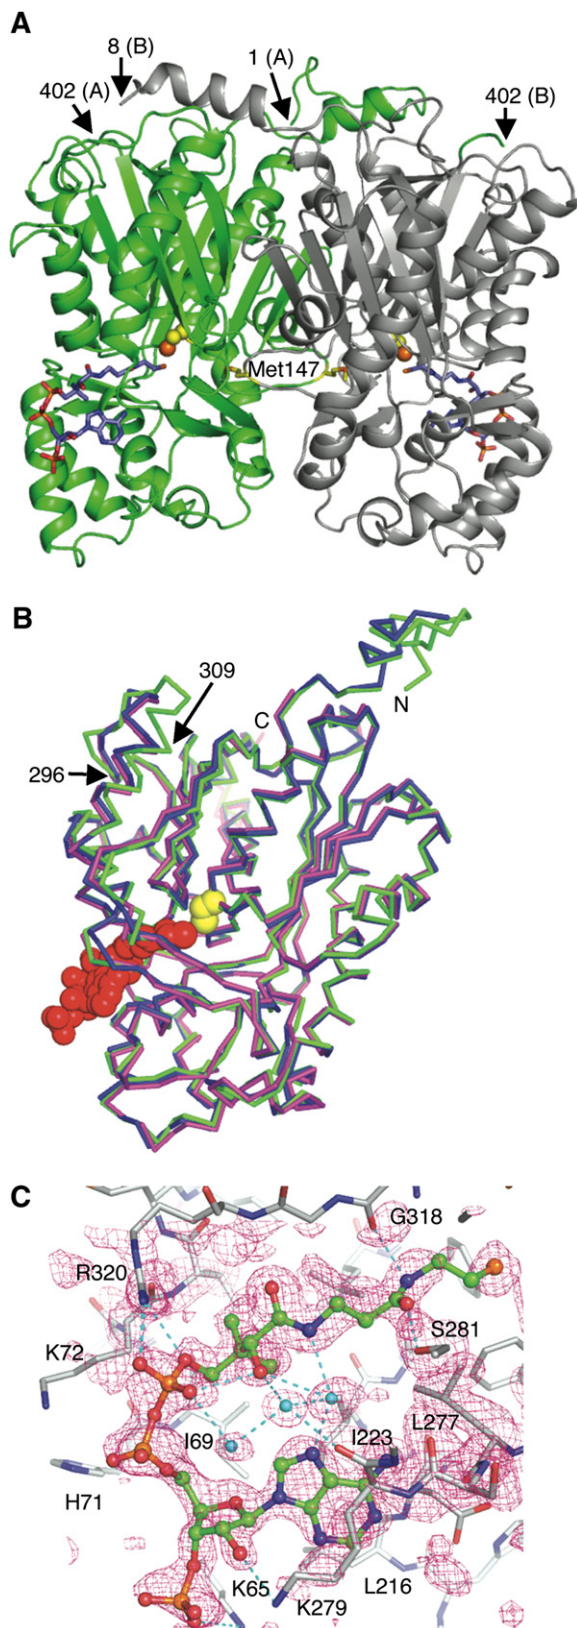 A
8 (B)
1 (A)
402 (A)
402 (B)
Met147
B
309
C
N
296
C
G318
R320
S281
K72
L277
I69
I223
H71
K65
L216
K279